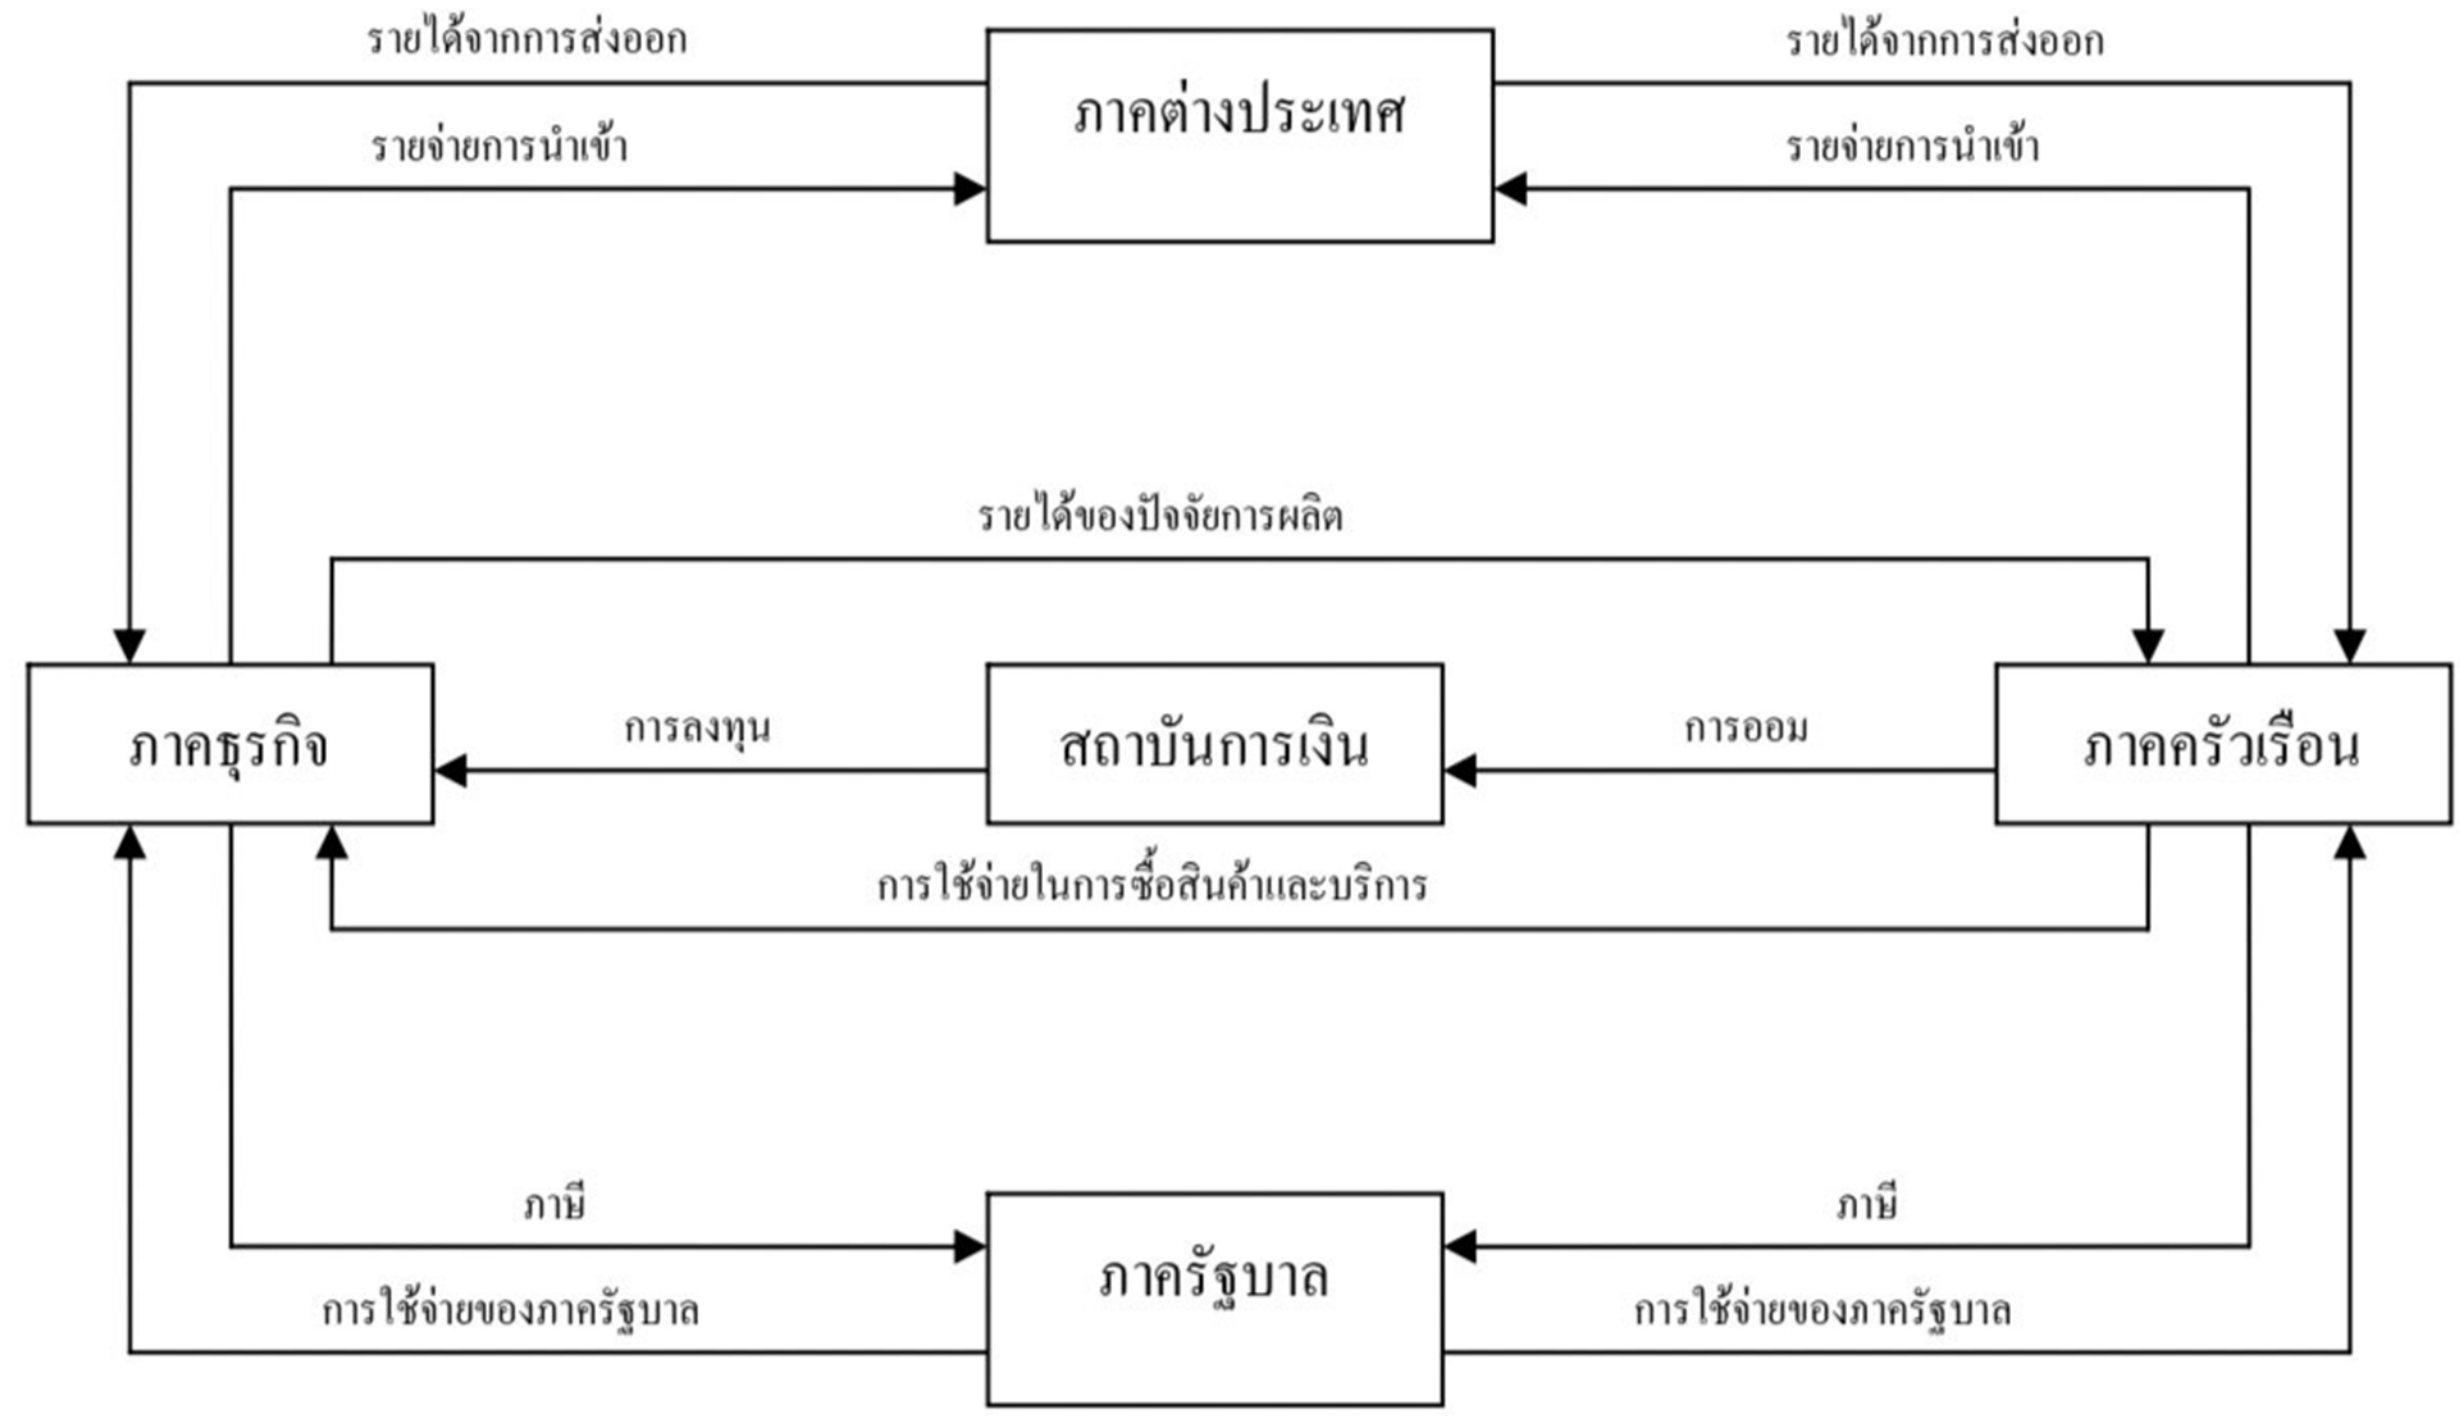 รายได้จากการส่งออก
รายได้จากการส่งออก
ภาคต่างประเทศ
รายจ่ายการนำเข้า
รายจ่ายการนำเข้า
รายได้ของปัจจัยการผลิต
ภาคธุรกิจ
การลงทุน
สถาบันการเงิน
การออม
ภาคครัวเรือน
การใช้จ่ายในการซื้อสินค้าและบริการ
ภาษี
ภาษี
ภาครัฐบาล
การใช้จ่ายของภาครัฐบาล
การใช้จ่ายของภาครัฐบาล